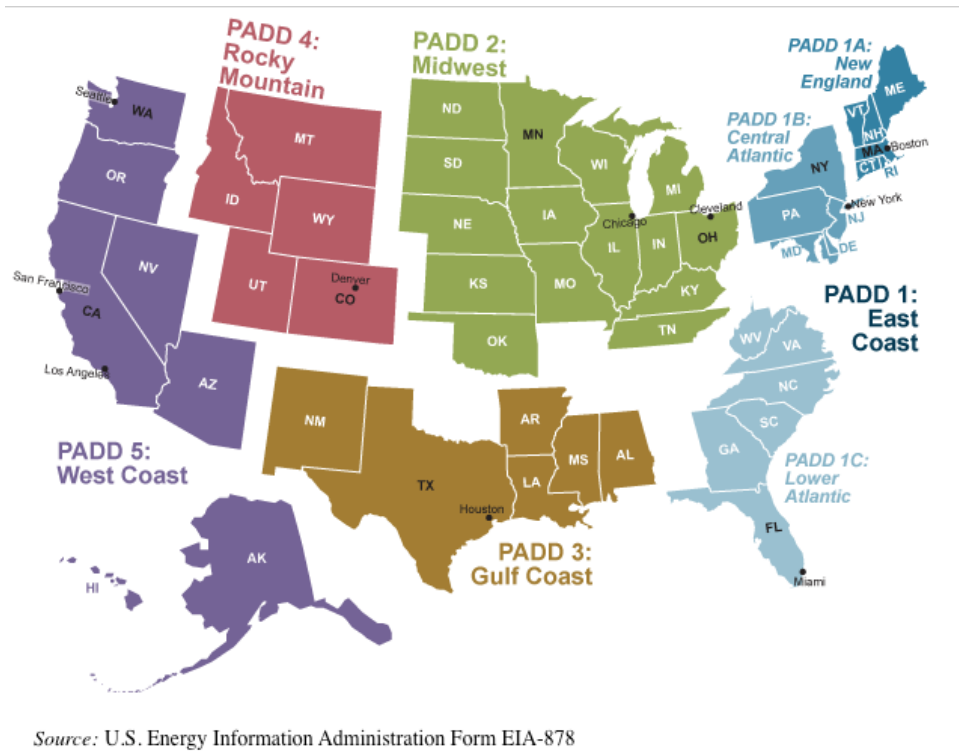 PADD 4:
Rocky
Mountain
PADD 2:
Midwest
PADD 1A:
New
England
PADD 1B:
Central
Atlantic
Seattle
WA
OR
CA
NV
AZ
San Francisco
Los Angeles
MT
ID
WY
UT
Denver
CO
ND
SD
NE
KS
OK
MN
IA
MO
WI
IL
Chicago
MI
IN
Cleveland
OH
KY
TN
ME
VT
NH
MA
Boston
CT
RI
NY
New York
PA
NJ
MD
DE
PADD 1:
East
Coast
WV
VA
NC
SC
GA
FL
Miami
PADD 1C:
Lower
Atlantic
NM
TX
Houston
AR
LA
MS
AL
PADD 3:
Gulf Coast
PADD 5:
West Coast
AK
HI
Source: U.S. Energy Information Administration Form EIA-878